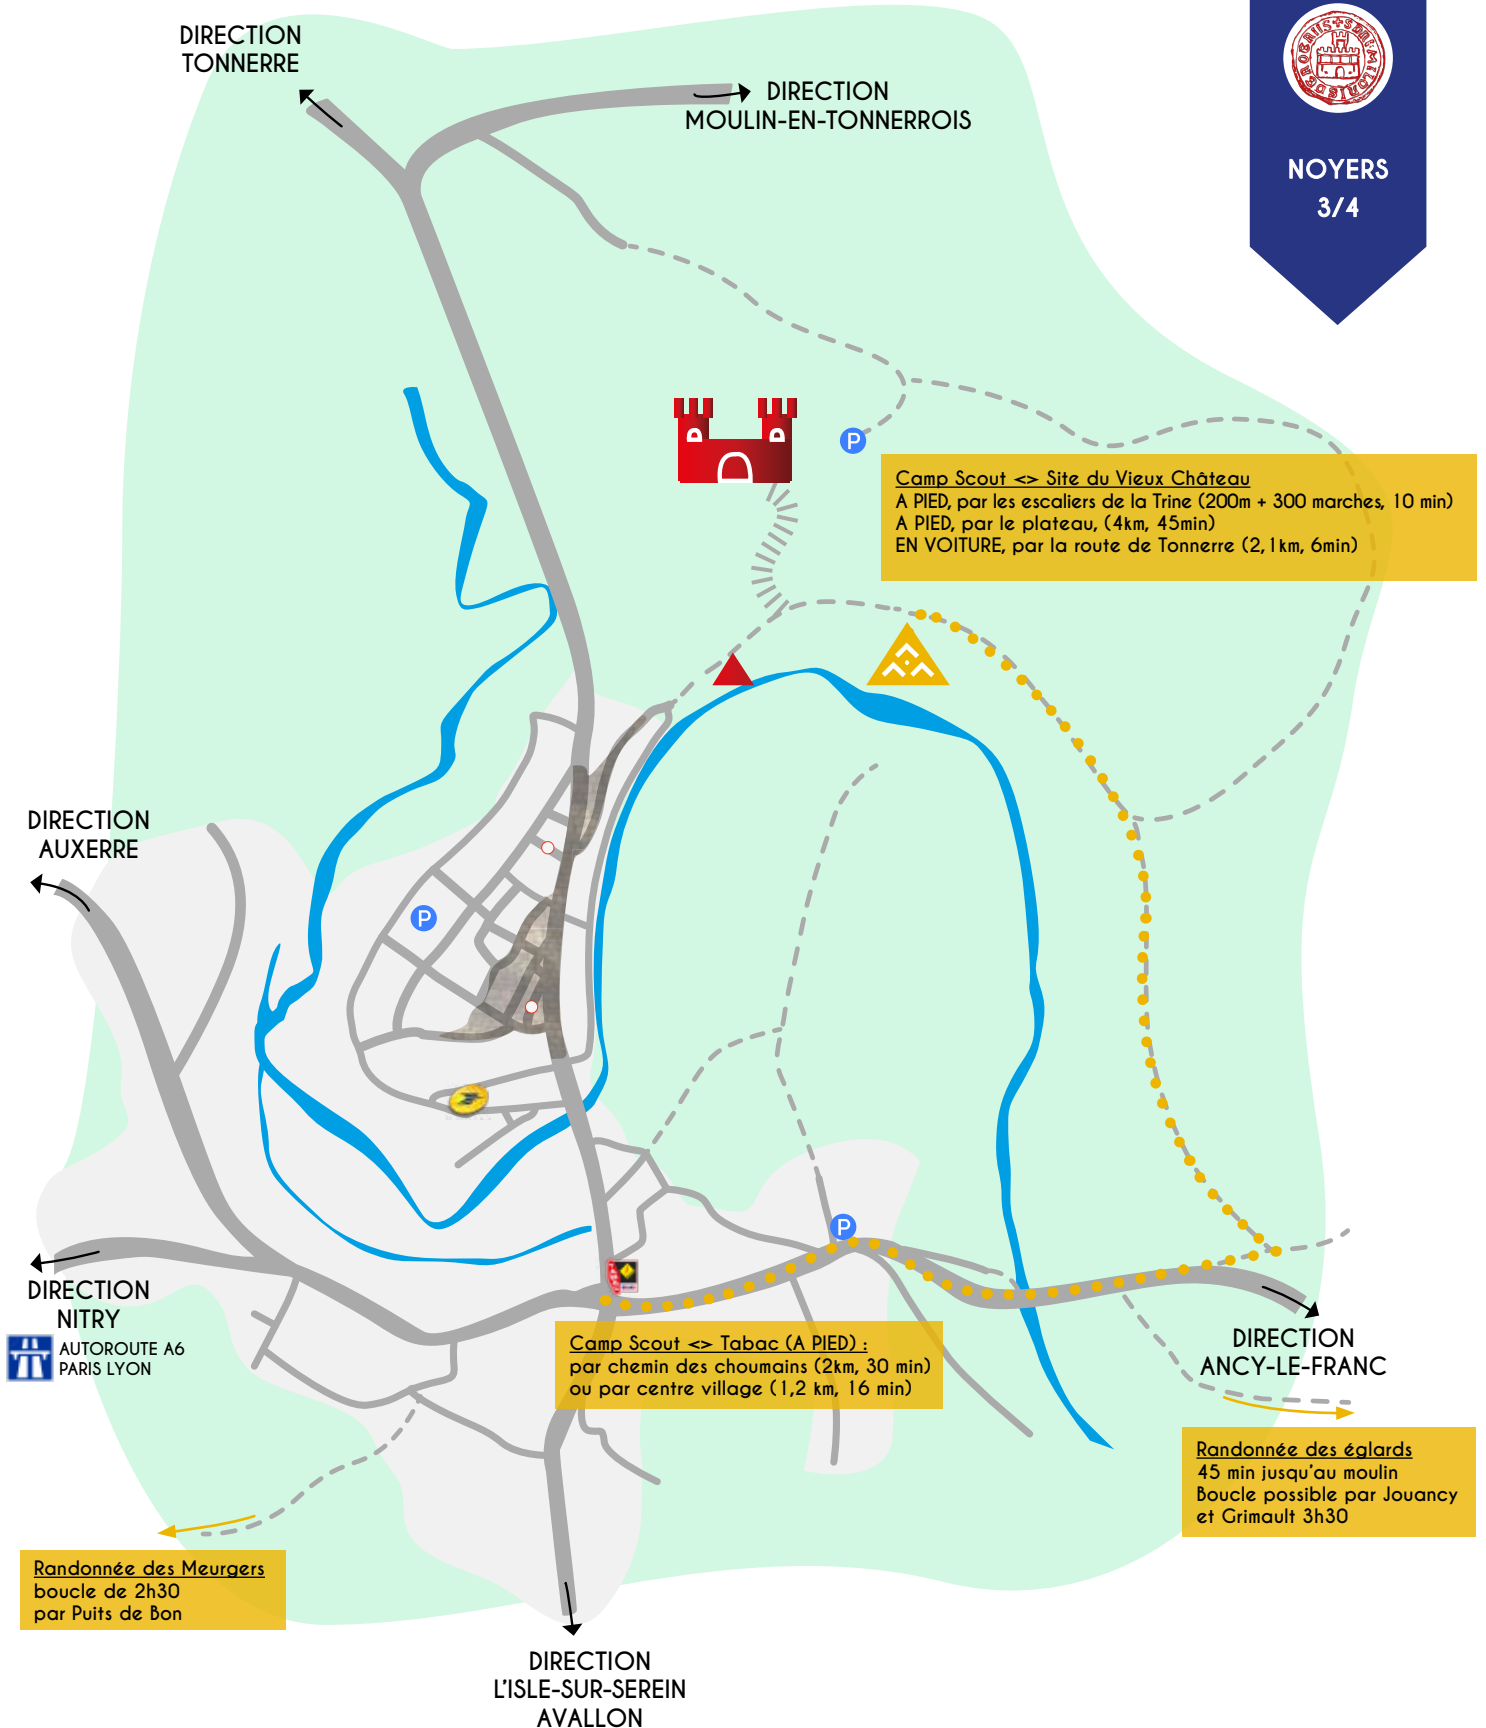 DIRECTION
TONNERRE
DIRECTION
MOULIN-EN-TONNERROIS
NOYERS
3/4
P
Camp Scout <> Site du Vieux Château
A PIED, par les escaliers de la Trine (200m + 300 marches, 10 min)
A PIED, par le plateau, (4km, 45min)
EN VOITURE, par la route de Tonnerre (2,1km, 6min)
DIRECTION
AUXERRE
P
P
DIRECTION
NITRY
AUTOROUTE A6
PARIS LYON
Camp Scout <> Tabac (A PIED) :
par chemin des choumains (2km, 30 min)
ou par centre village (1,2 km, 16 min)
DIRECTION
ANCY-LE-FRANC
Randonnée des églards
45 min jusqu'au moulin
Boucle possible par Jouancy
et Grimault 3h30
Randonnée des Meurgers
boucle de 2h30
par Puits de Bon
DIRECTION
L'ISLE-SUR-SEREIN
AVALLON